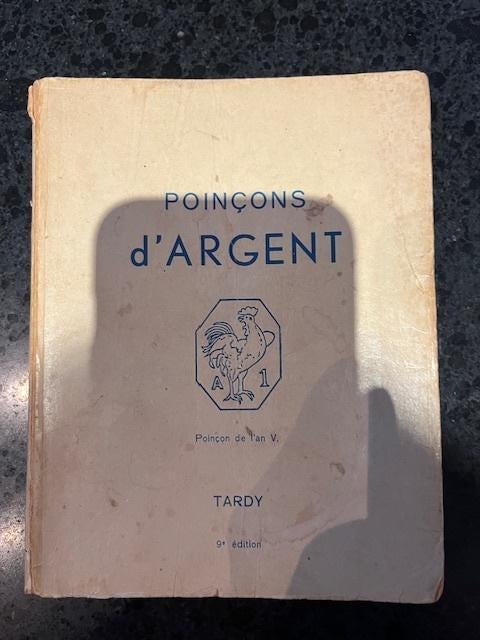 POINÇONS
d'ARGENT
A 1
Poinçon de l'an V.
TARDY
9e édition